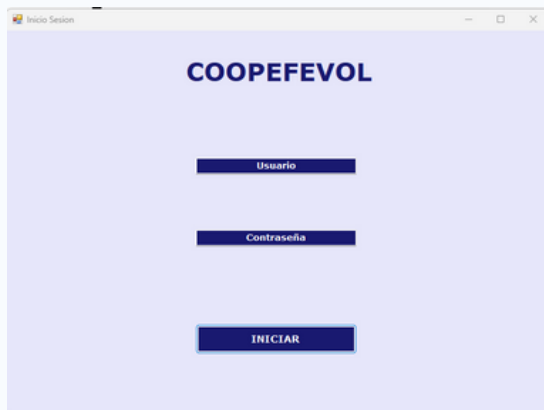 Inicio Sesion
COOPEFEVOL
Usuario
Contraseña
INICIAR